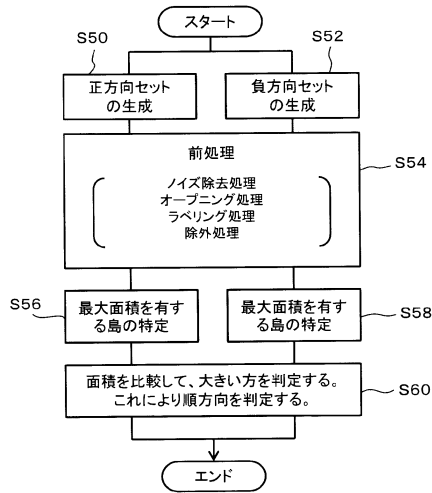 スタート
S50
S52
正方向セット
の生成
負方向セット
の生成
前処理
S54
ノイズ除去処理
オープニング処理
ラベリング処理
除外処理
S56
最大面積を有す
る島の特定
最大面積を有す
る島の特定
S58
面積を比較して、大きい方を判定する。
これにより順方向を判定する。
S60
エンド